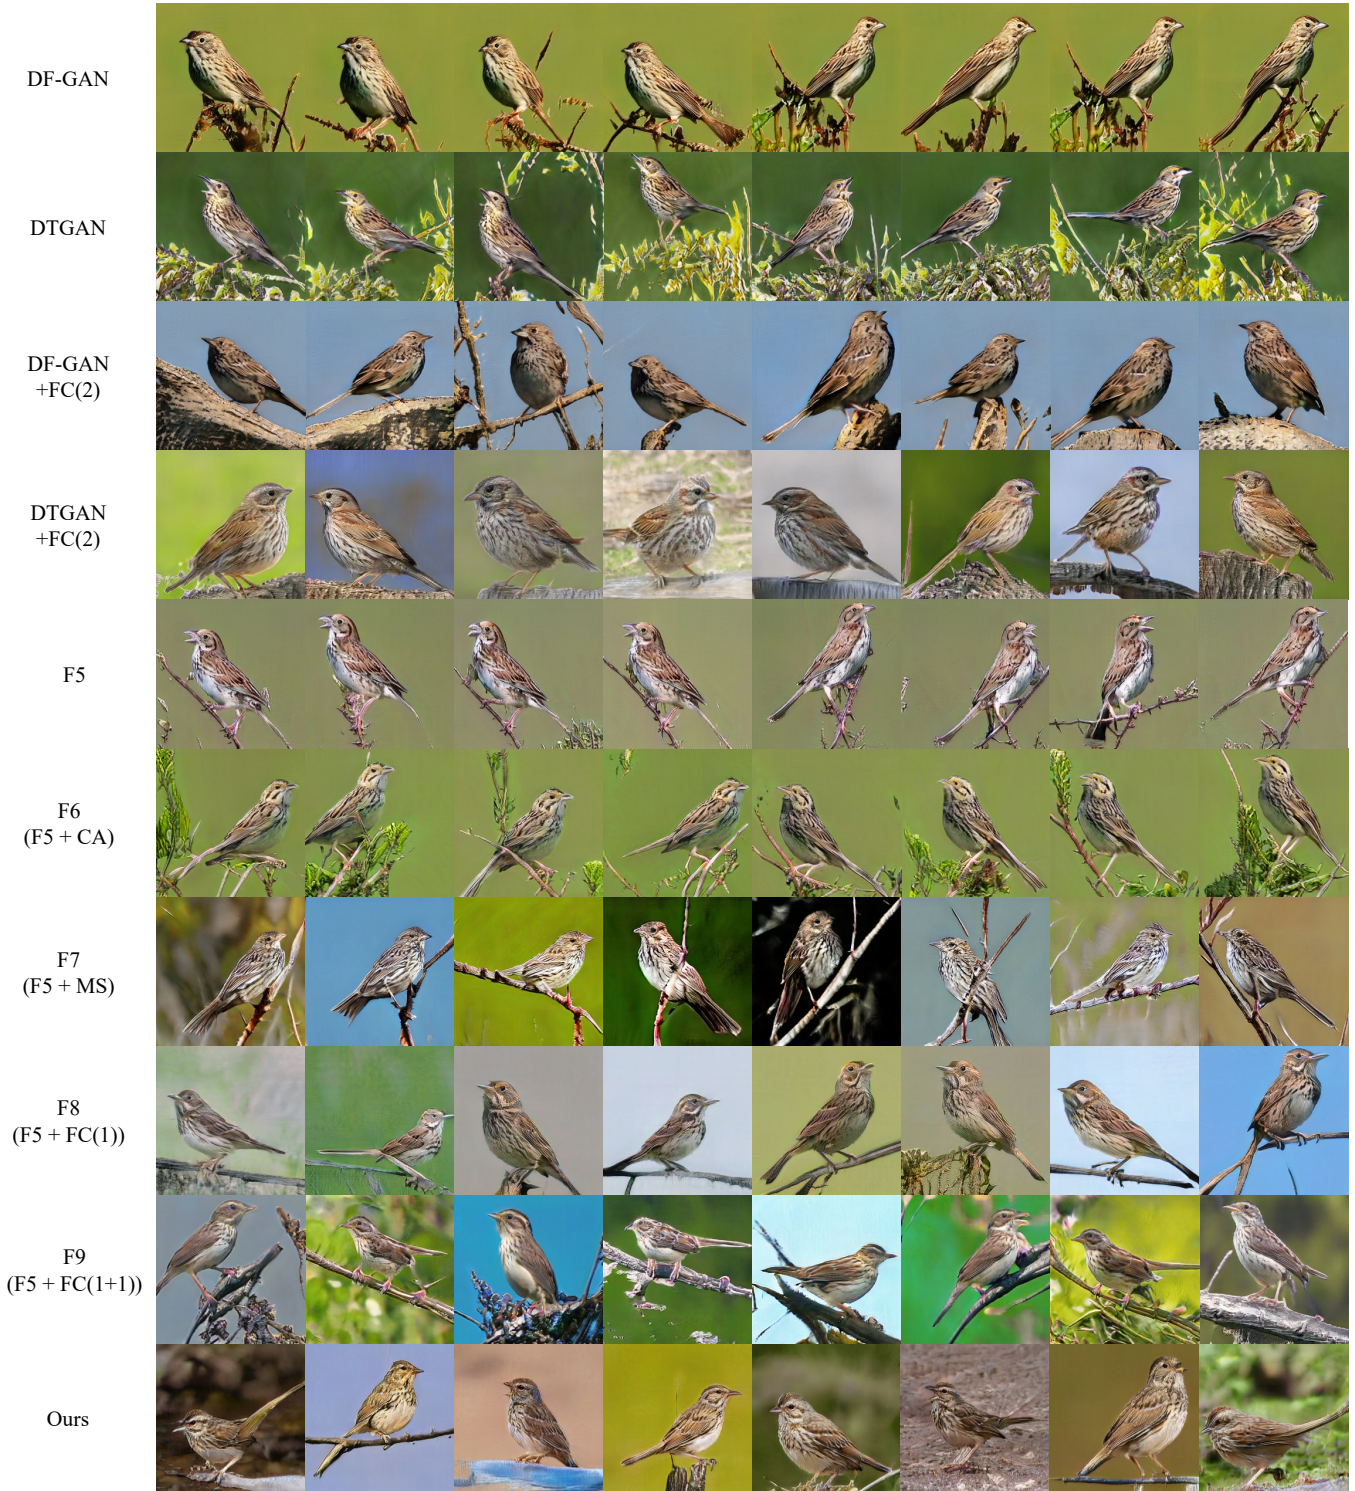 DF-GAN
DTGAN
DF-GAN
+FC(2)
DTGAN
+FC(2)
F5
F6
(F5 + CA)
F7
(F5 + MS)
F8
(F5 + FC(1))
F9
(F5 + FC(1+1))
Ours